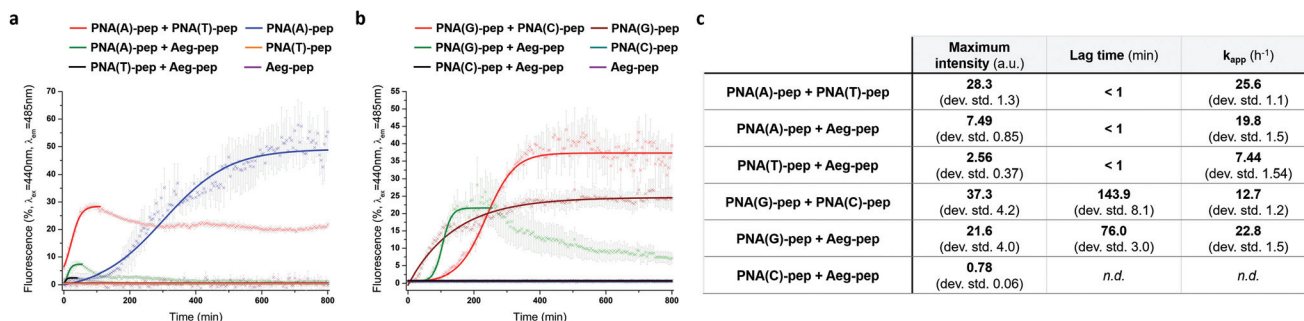 a
PNA(A)-pep + PNA(T)-pep PNA(A)-pep
PNA(A)-pep + Aeg-pep PNA(T)-pep
PNA(T)-pep + Aeg-pep Aeg-pep
Fluorescence (%, λex=440nm, λem=485nm)
70
60
50
40
30
20
10
0
0 200 400 600 800
Time (min)
b
PNA(G)-pep + PNA(C)-pep PNA(G)-pep
PNA(G)-pep + Aeg-pep PNA(C)-pep
PNA(C)-pep + Aeg-pep Aeg-pep
Fluorescence (%, λex=440nm, λem=485nm)
55
50
45
40
35
30
25
20
15
10
5
0
0 200 400 600 800
Time (min)
c
Maximum intensity (a.u.) Lag time (min) kapp (h-1)
PNA(A)-pep + PNA(T)-pep 28.3 (dev. std. 1.3) < 1 25.6 (dev. std. 1.1)
PNA(A)-pep + Aeg-pep 7.49 (dev. std. 0.85) < 1 19.8 (dev. std. 1.5)
PNA(T)-pep + Aeg-pep 2.56 (dev. std. 0.37) < 1 7.44 (dev. std. 1.54)
PNA(G)-pep + PNA(C)-pep 37.3 (dev. std. 4.2) 143.9 (dev. std. 8.1) 12.7 (dev. std. 1.2)
PNA(G)-pep + Aeg-pep 21.6 (dev. std. 4.0) 76.0 (dev. std. 3.0) 22.8 (dev. std. 1.5)
PNA(C)-pep + Aeg-pep 0.78 (dev. std. 0.06) n.d. n.d.